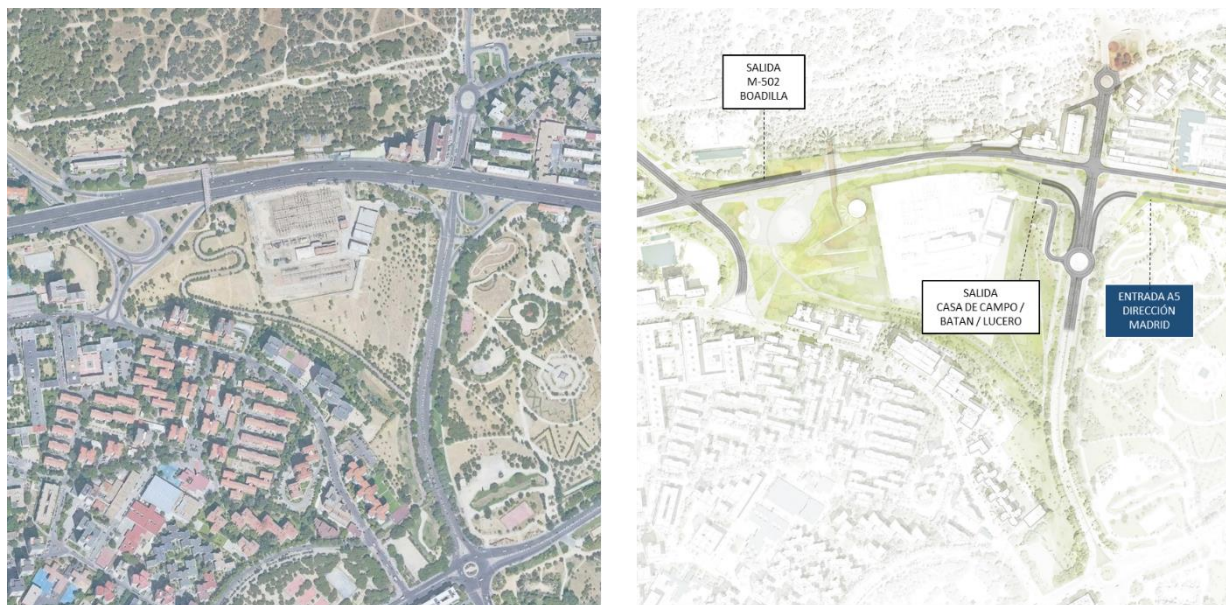 SALIDA
M-502
BOADILLA
SALIDA
CASA DE CAMPO /
BATAN / LUCERO
ENTRADA A5
DIRECCIÓN
MADRID